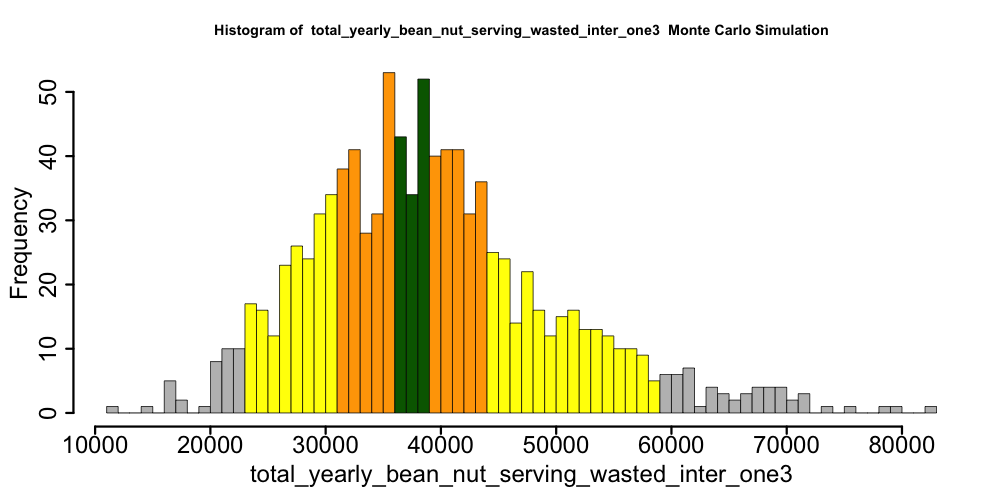 Histogram of  total_yearly_bean_nut_serving_wasted_inter_one3  Monte Carlo Simulation
Frequency
50
40
30
20
10
0
10000 20000 30000 40000 50000 60000 70000 80000
total_yearly_bean_nut_serving_wasted_inter_one3